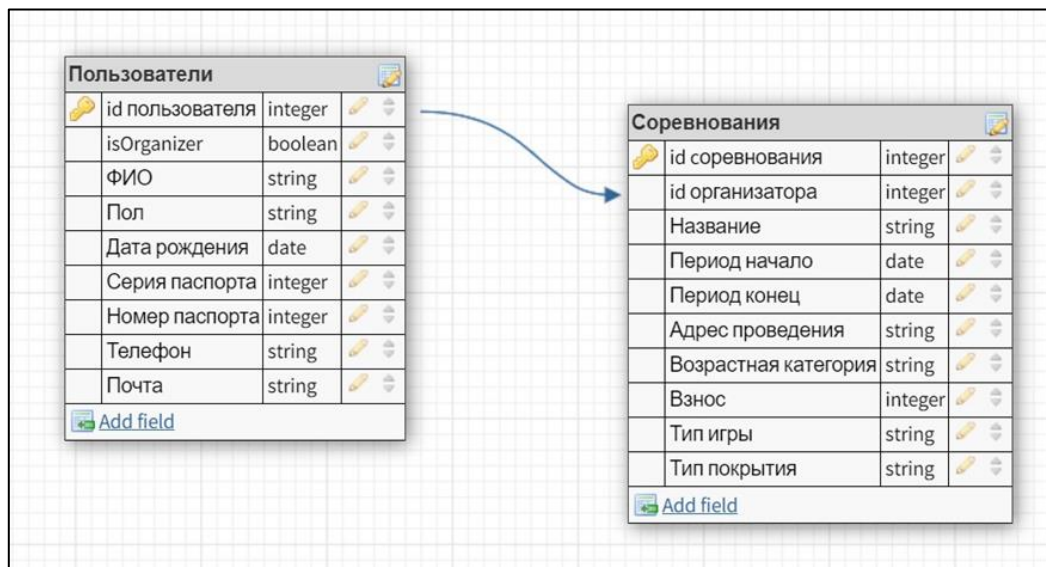 Пользователи
id пользователя integer
isOrganizer boolean
ФИО string
Пол string
Дата рождения date
Серия паспорта integer
Номер паспорта integer
Телефон string
Почта string
Add field
Соревнования
id соревнования integer
id организатора integer
Название string
Период начало date
Период конец date
Адрес проведения string
Возрастная категория string
Взнос integer
Тип игры string
Тип покрытия string
Add field